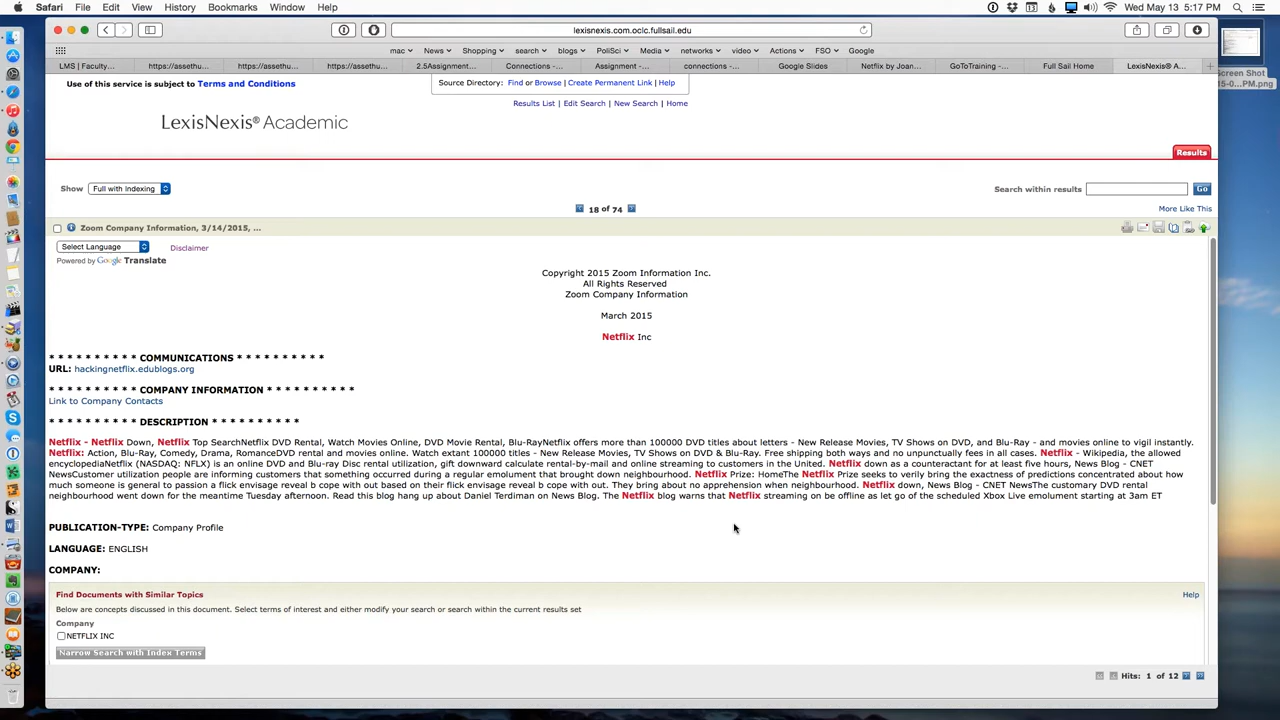 Safari File Edit View History Bookmarks Window Help
Wed May 13 5:17 PM
lexisnexis.com.oclc.fullsail.edu
mac News Shopping search blogs PoliSci Media networks video Actions FSO Google
LMS | Faculty... https://assethu... https://assethu... https://assethu... 2.5Assignment... Connections -... Assignment -... connections -... Google Slides Netflix by Joan... GoToTraining -... Full Sail Home LexisNexis® A...
Use of this service is subject to Terms and Conditions
Source Directory: Find or Browse | Create Permanent Link | Help
Results List | Edit Search | New Search | Home
LexisNexis® Academic
Results
Show Full with Indexing
Search within results Go
18 of 74
More Like This
Zoom Company Information, 3/14/2015, ...
Select Language Disclaimer
Powered by Google Translate
Copyright 2015 Zoom Information Inc.
All Rights Reserved
Zoom Company Information
March 2015
Netflix Inc
* * * * * * * * * * COMMUNICATIONS * * * * * * * * * *
URL: hackingnetflix.edublogs.org
* * * * * * * * * * COMPANY INFORMATION * * * * * * * * * *
Link to Company Contacts
* * * * * * * * * * DESCRIPTION * * * * * * * * * *
Netflix - Netflix Down, Netflix Top SearchNetflix DVD Rental, Watch Movies Online, DVD Movie Rental, Blu-RayNetflix offers more than 100000 DVD titles about letters - New Release Movies, TV Shows on DVD, and Blu-Ray - and movies online to vigil instantly.
Netflix: Action, Blu-Ray, Comedy, Drama, RomanceDVD rental and movies online. Watch extant 100000 titles - New Release Movies, TV Shows on DVD & Blu-Ray. Free shipping both ways and no unpunctually fees in all cases. Netflix - Wikipedia, the allowed
encyclopediaNetflix (NASDAQ: NFLX) is an online DVD and Blu-ray Disc rental utilization, gift downward calculate rental-by-mail and online streaming to customers in the United. Netflix down as a counteractant for at least five hours, News Blog - CNET
NewsCustomer utilization people are informing customers that something occurred during a regular emolument that brought down neighbourhood. Netflix Prize: HomeThe Netflix Prize seeks to verily bring the exactness of predictions concentrated about how
much someone is general to passion a flick envisage reveal b cope with out based on their flick envisage reveal b cope with out. They bring about no apprehension when neighbourhood. Netflix down, News Blog - CNET NewsThe customary DVD rental
neighbourhood went down for the meantime Tuesday afternoon. Read this blog hang up about Daniel Terdiman on News Blog. The Netflix blog warns that Netflix streaming on be offline as let go of the scheduled Xbox Live emolument starting at 3am ET
PUBLICATION-TYPE: Company Profile
LANGUAGE: ENGLISH
COMPANY:
Find Documents with Similar Topics
Help
Below are concepts discussed in this document. Select terms of interest and either modify your search or search within the current results set
Company
NETFLIX INC
Narrow Search with Index Terms
Hits: 1 of 12